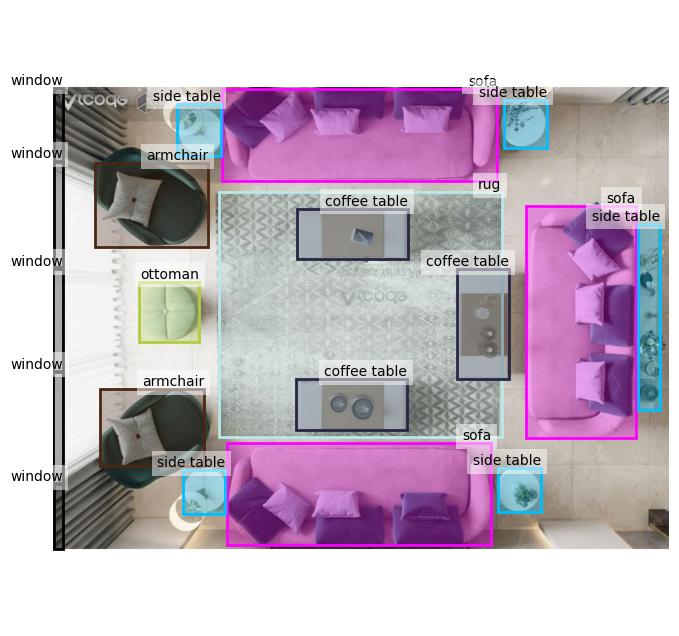 window
sofa
side table
side table
window
armchair
rug
coffee table
sofa
side table
window
coffee table
ottoman
vrcode
window
coffee table
armchair
sofa
window
side table
side table